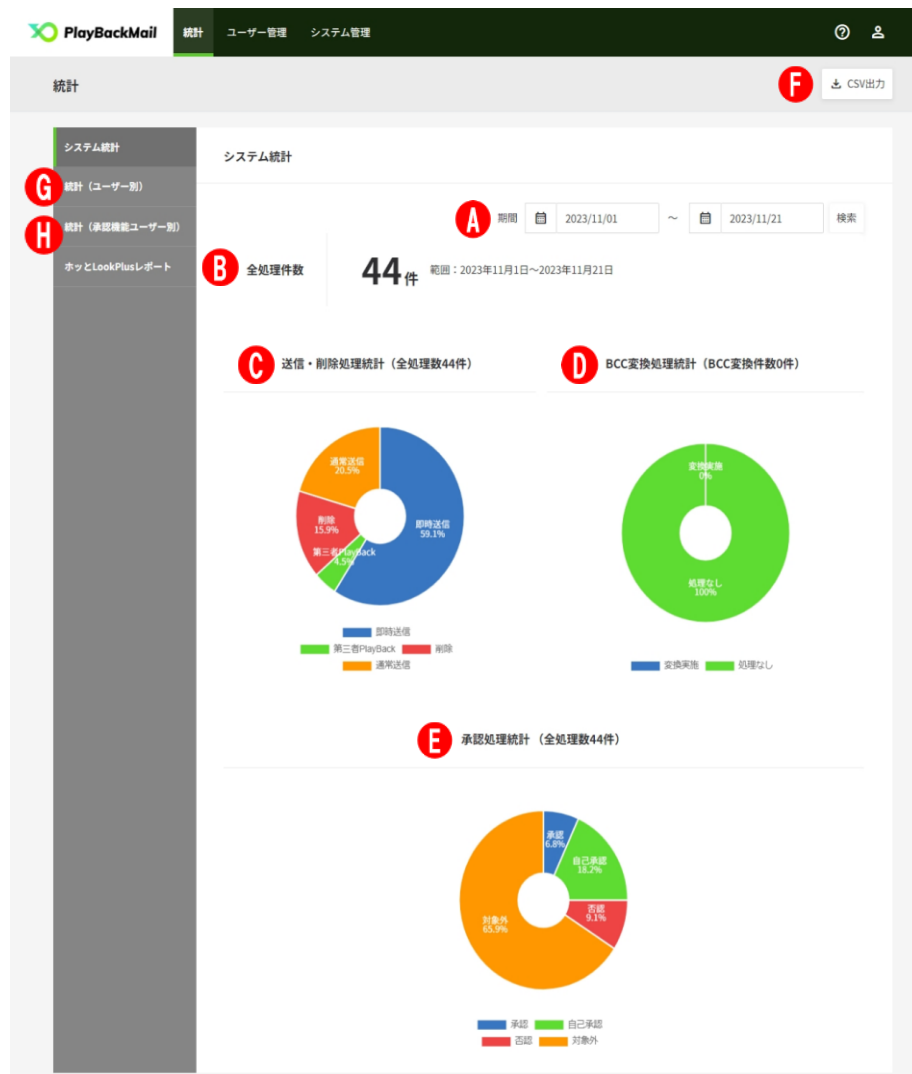 PlayBackMail 統計 ユーザー管理 システム管理
統計 F CSV出力
システム統計
G 統計（ユーザー別）
H 統計（承認機能ユーザー別）
ホッとLookPlusレポート
システム統計
A 期間 2023/11/01 ～ 2023/11/21 検索
B 全処理件数 44件 範囲：2023年11月1日～2023年11月21日
C 送信・削除処理統計（全処理数44件）
通常送信
20.5%
削除
15.9%
第三者PlayBack
4.5%
即時送信
59.1%
即時送信
第三者PlayBack 削除
通常送信
D BCC変換処理統計（BCC変換件数0件）
変換実施
0%
処理なし
100%
変換実施 処理なし
E 承認処理統計 （全処理数44件）
承認
6.8%
自己承認
18.2%
否認
9.1%
対象外
65.9%
承認 自己承認
否認 対象外